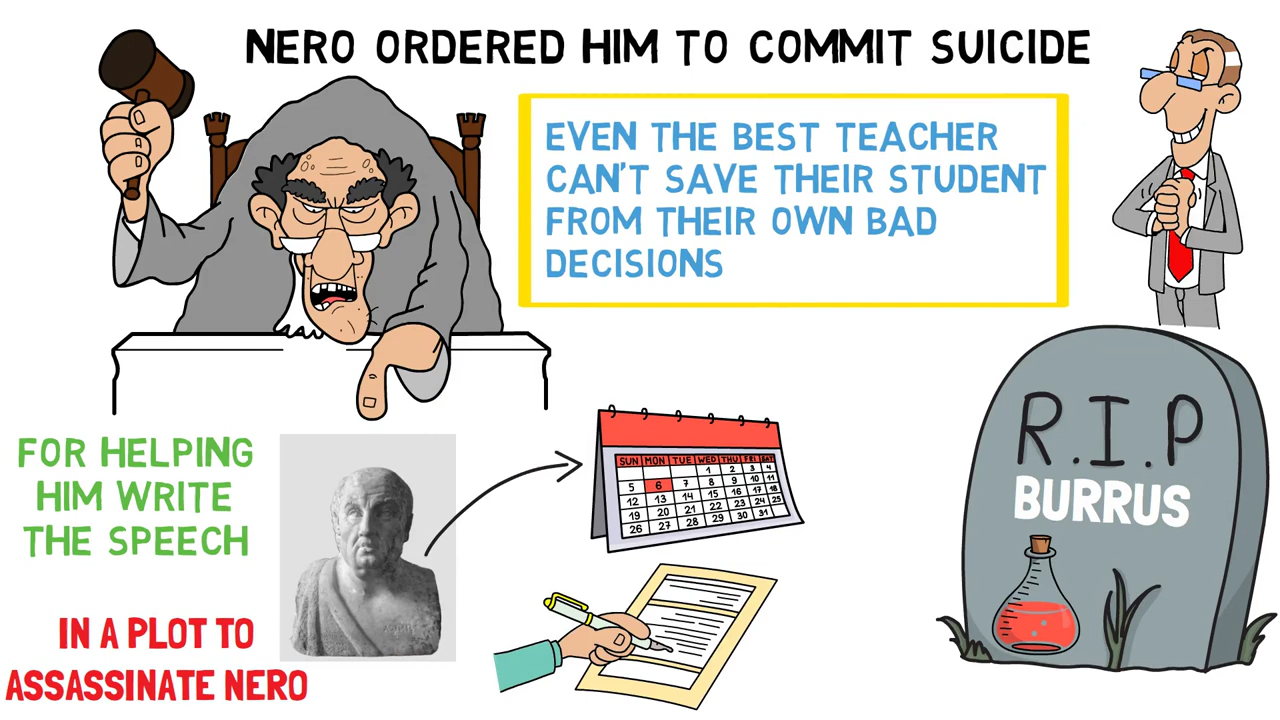 NERO ORDERED HIM TO COMMIT SUICIDE
EVEN THE BEST TEACHER
CAN'T SAVE THEIR STUDENT
FROM THEIR OWN BAD
DECISIONS
FOR HELPING
HIM WRITE
THE SPEECH
IN A PLOT TO
ASSASSINATE NERO
SUN MON TUE WED THU FRI SAT
1 2 3 4
5 6 7 8 9 10 11
12 13 14 15 16 17 18
19 20 21 22 23 24 25
26 27 28 29 30 31
R.I.P
BURRUS